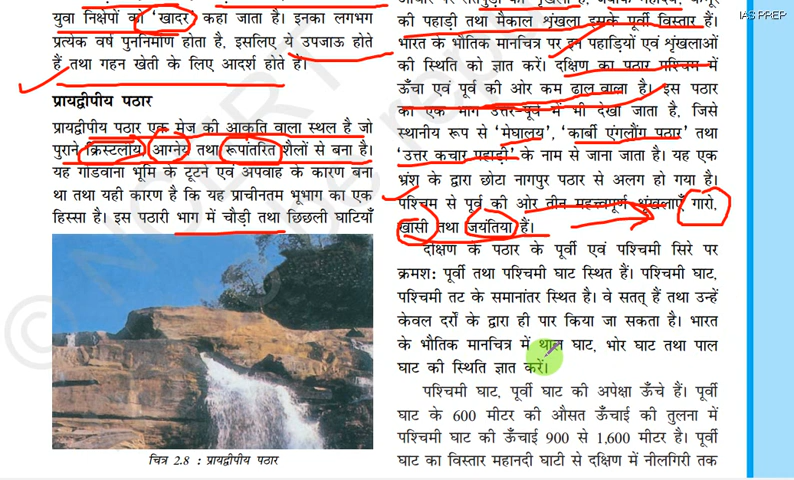 युवा निक्षेपों को 'खादर' कहा जाता है। इनका लगभग
प्रत्येक वर्ष पुननिर्माण होता है, इसलिए ये उपजाऊ होते
हैं तथा गहन खेती के लिए आदर्श होते हैं।
प्रायद्वीपीय पठार
प्रायद्वीपीय पठार एक मेज की आकृति वाला स्थल है जो
पुराने क्रिस्टलीय, आग्नेय तथा रूपांतरित शैलों से बना है।
यह गोंडवाना भूमि के टूटने एवं अपवाह के कारण बना
था तथा यही कारण है कि यह प्राचीनतम भूभाग का एक
हिस्सा है। इस पठारी भाग में चौड़ी तथा छिछली घाटियाँ
चित्र 2.8 : प्रायद्वीपीय पठार
IAS PREP
की पहाड़ी तथा मैकाल शृंखला इसके पूर्वी विस्तार हैं।
भारत के भौतिक मानचित्र पर इन पहाड़ियों एवं शृंखलाओं
की स्थिति को ज्ञात करें। दक्षिण का पठार पश्चिम में
ऊँचा एवं पूर्व की ओर कम ढाल वाला है। इस पठार
का एक भाग उत्तर-पूर्व में भी देखा जाता है, जिसे
स्थानीय रूप से 'मेघालय', 'कार्बी एंगलौंग पठार' तथा
'उत्तर कचार पहाड़ी' के नाम से जाना जाता है। यह एक
भ्रंश के द्वारा छोटा नागपुर पठार से अलग हो गया है।
पश्चिम से पूर्व की ओर तीन महत्त्वपूर्ण शृंखलाएँ गारो,
खासी तथा जयंतिया हैं।
दक्षिण के पठार के पूर्वी एवं पश्चिमी सिरे पर
क्रमश: पूर्वी तथा पश्चिमी घाट स्थित हैं। पश्चिमी घाट,
पश्चिमी तट के समानांतर स्थित है। वे सतत् हैं तथा उन्हें
केवल दर्रों के द्वारा ही पार किया जा सकता है। भारत
के भौतिक मानचित्र में थाल घाट, भोर घाट तथा पाल
घाट की स्थिति ज्ञात करें।
पश्चिमी घाट, पूर्वी घाट की अपेक्षा ऊँचे हैं। पूर्वी
घाट के 600 मीटर की औसत ऊँचाई की तुलना में
पश्चिमी घाट की ऊँचाई 900 से 1,600 मीटर है। पूर्वी
घाट का विस्तार महानदी घाटी से दक्षिण में नीलगिरी तक